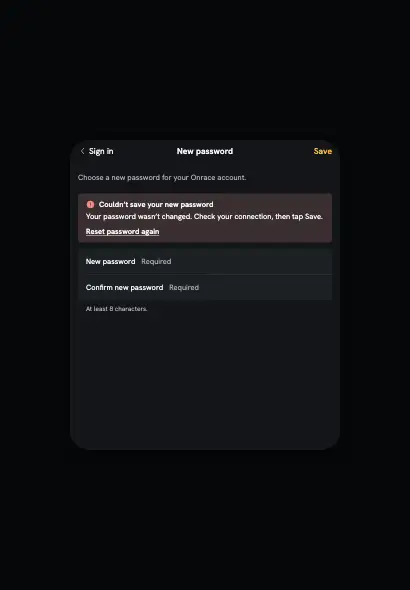 Sign in
New password
Save
Choose a new password for your Onrace account.
Couldn't save your new password
Your password wasn't changed. Check your connection, then tap Save.
Reset password again
New password Required
Confirm new password Required
At least 8 characters.